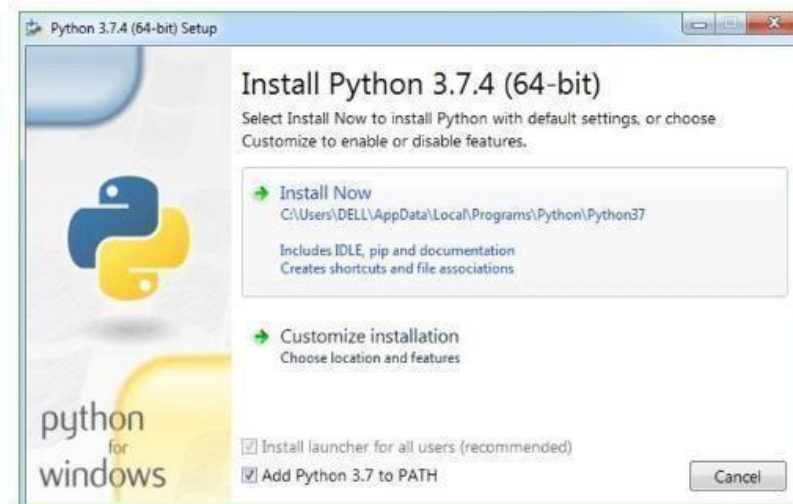 Python 3.7.4 (64-bit) Setup
Install Python 3.7.4 (64-bit)
Select Install Now to install Python with default settings, or choose
Customize to enable or disable features.
Install Now
C:\Users\DELL\AppData\Local\Programs\Python\Python37
Includes IDLE, pip and documentation
Creates shortcuts and file associations
Customize installation
Choose location and features
python
for
windows
Install launcher for all users (recommended)
Add Python 3.7 to PATH
Cancel